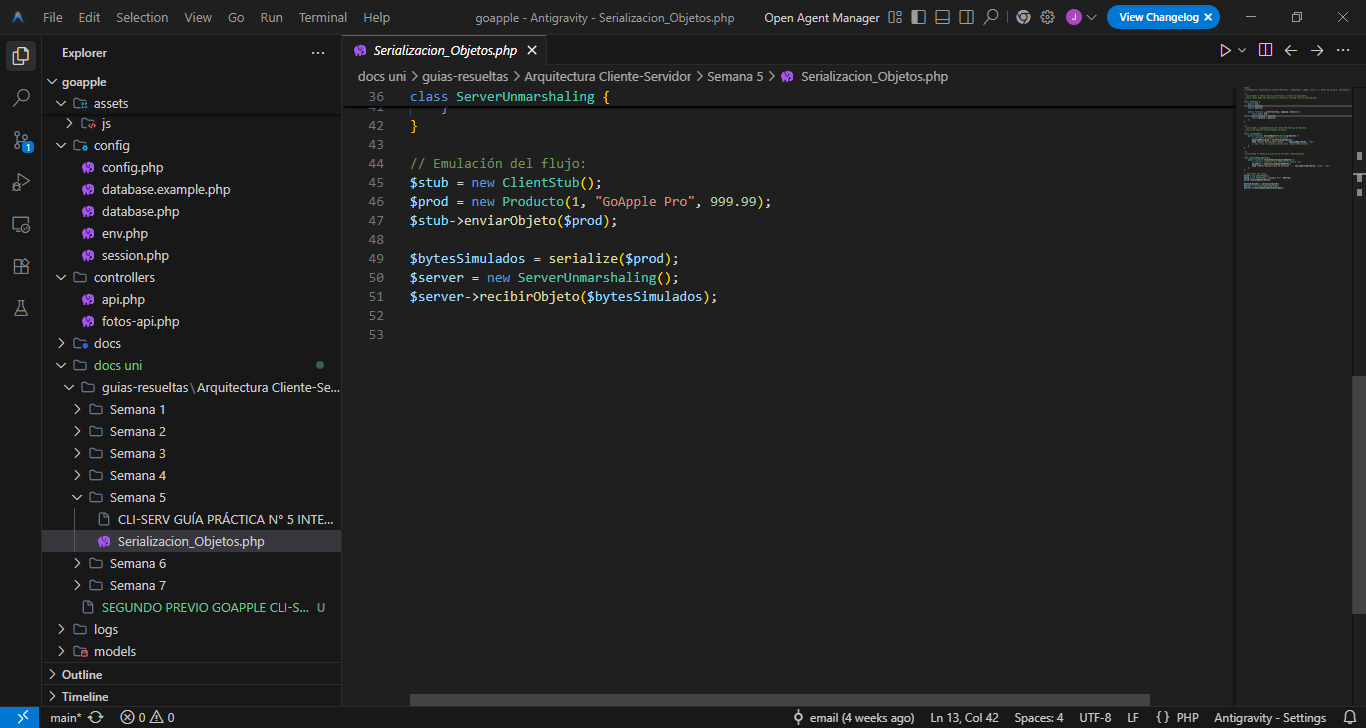 File Edit Selection View Go Run Terminal Help
goapple - Antigravity - Serializacion_Objetos.php
Open Agent Manager
J
View Changelog ×
Explorer
goapple
assets
js
config
config.php
database.example.php
database.php
env.php
session.php
controllers
api.php
fotos-api.php
docs
docs uni
guias-resueltas\Arquitectura Cliente-Se...
Semana 1
Semana 2
Semana 3
Semana 4
Semana 5
CLI-SERV GUÍA PRÁCTICA N° 5 INTE...
Serializacion_Objetos.php
Semana 6
Semana 7
SEGUNDO PREVIO GOAPPLE CLI-S... U
logs
models
Outline
Timeline
1
Serializacion_Objetos.php
docs uni > guias-resueltas > Arquitectura Cliente-Servidor > Semana 5 > Serializacion_Objetos.php
36 class ServerUnmarshaling {
41 }
42 }
43
44 // Emulación del flujo:
45 $stub = new ClientStub();
46 $prod = new Producto(1, "GoApple Pro", 999.99);
47 $stub->enviarObjeto($prod);
48
49 $bytesSimulados = serialize($prod);
50 $server = new ServerUnmarshaling();
51 $server->recibirObjeto($bytesSimulados);
52
53
main* 0 0
email (4 weeks ago) Ln 13, Col 42 Spaces: 4 UTF-8 LF {} PHP Antigravity - Settings